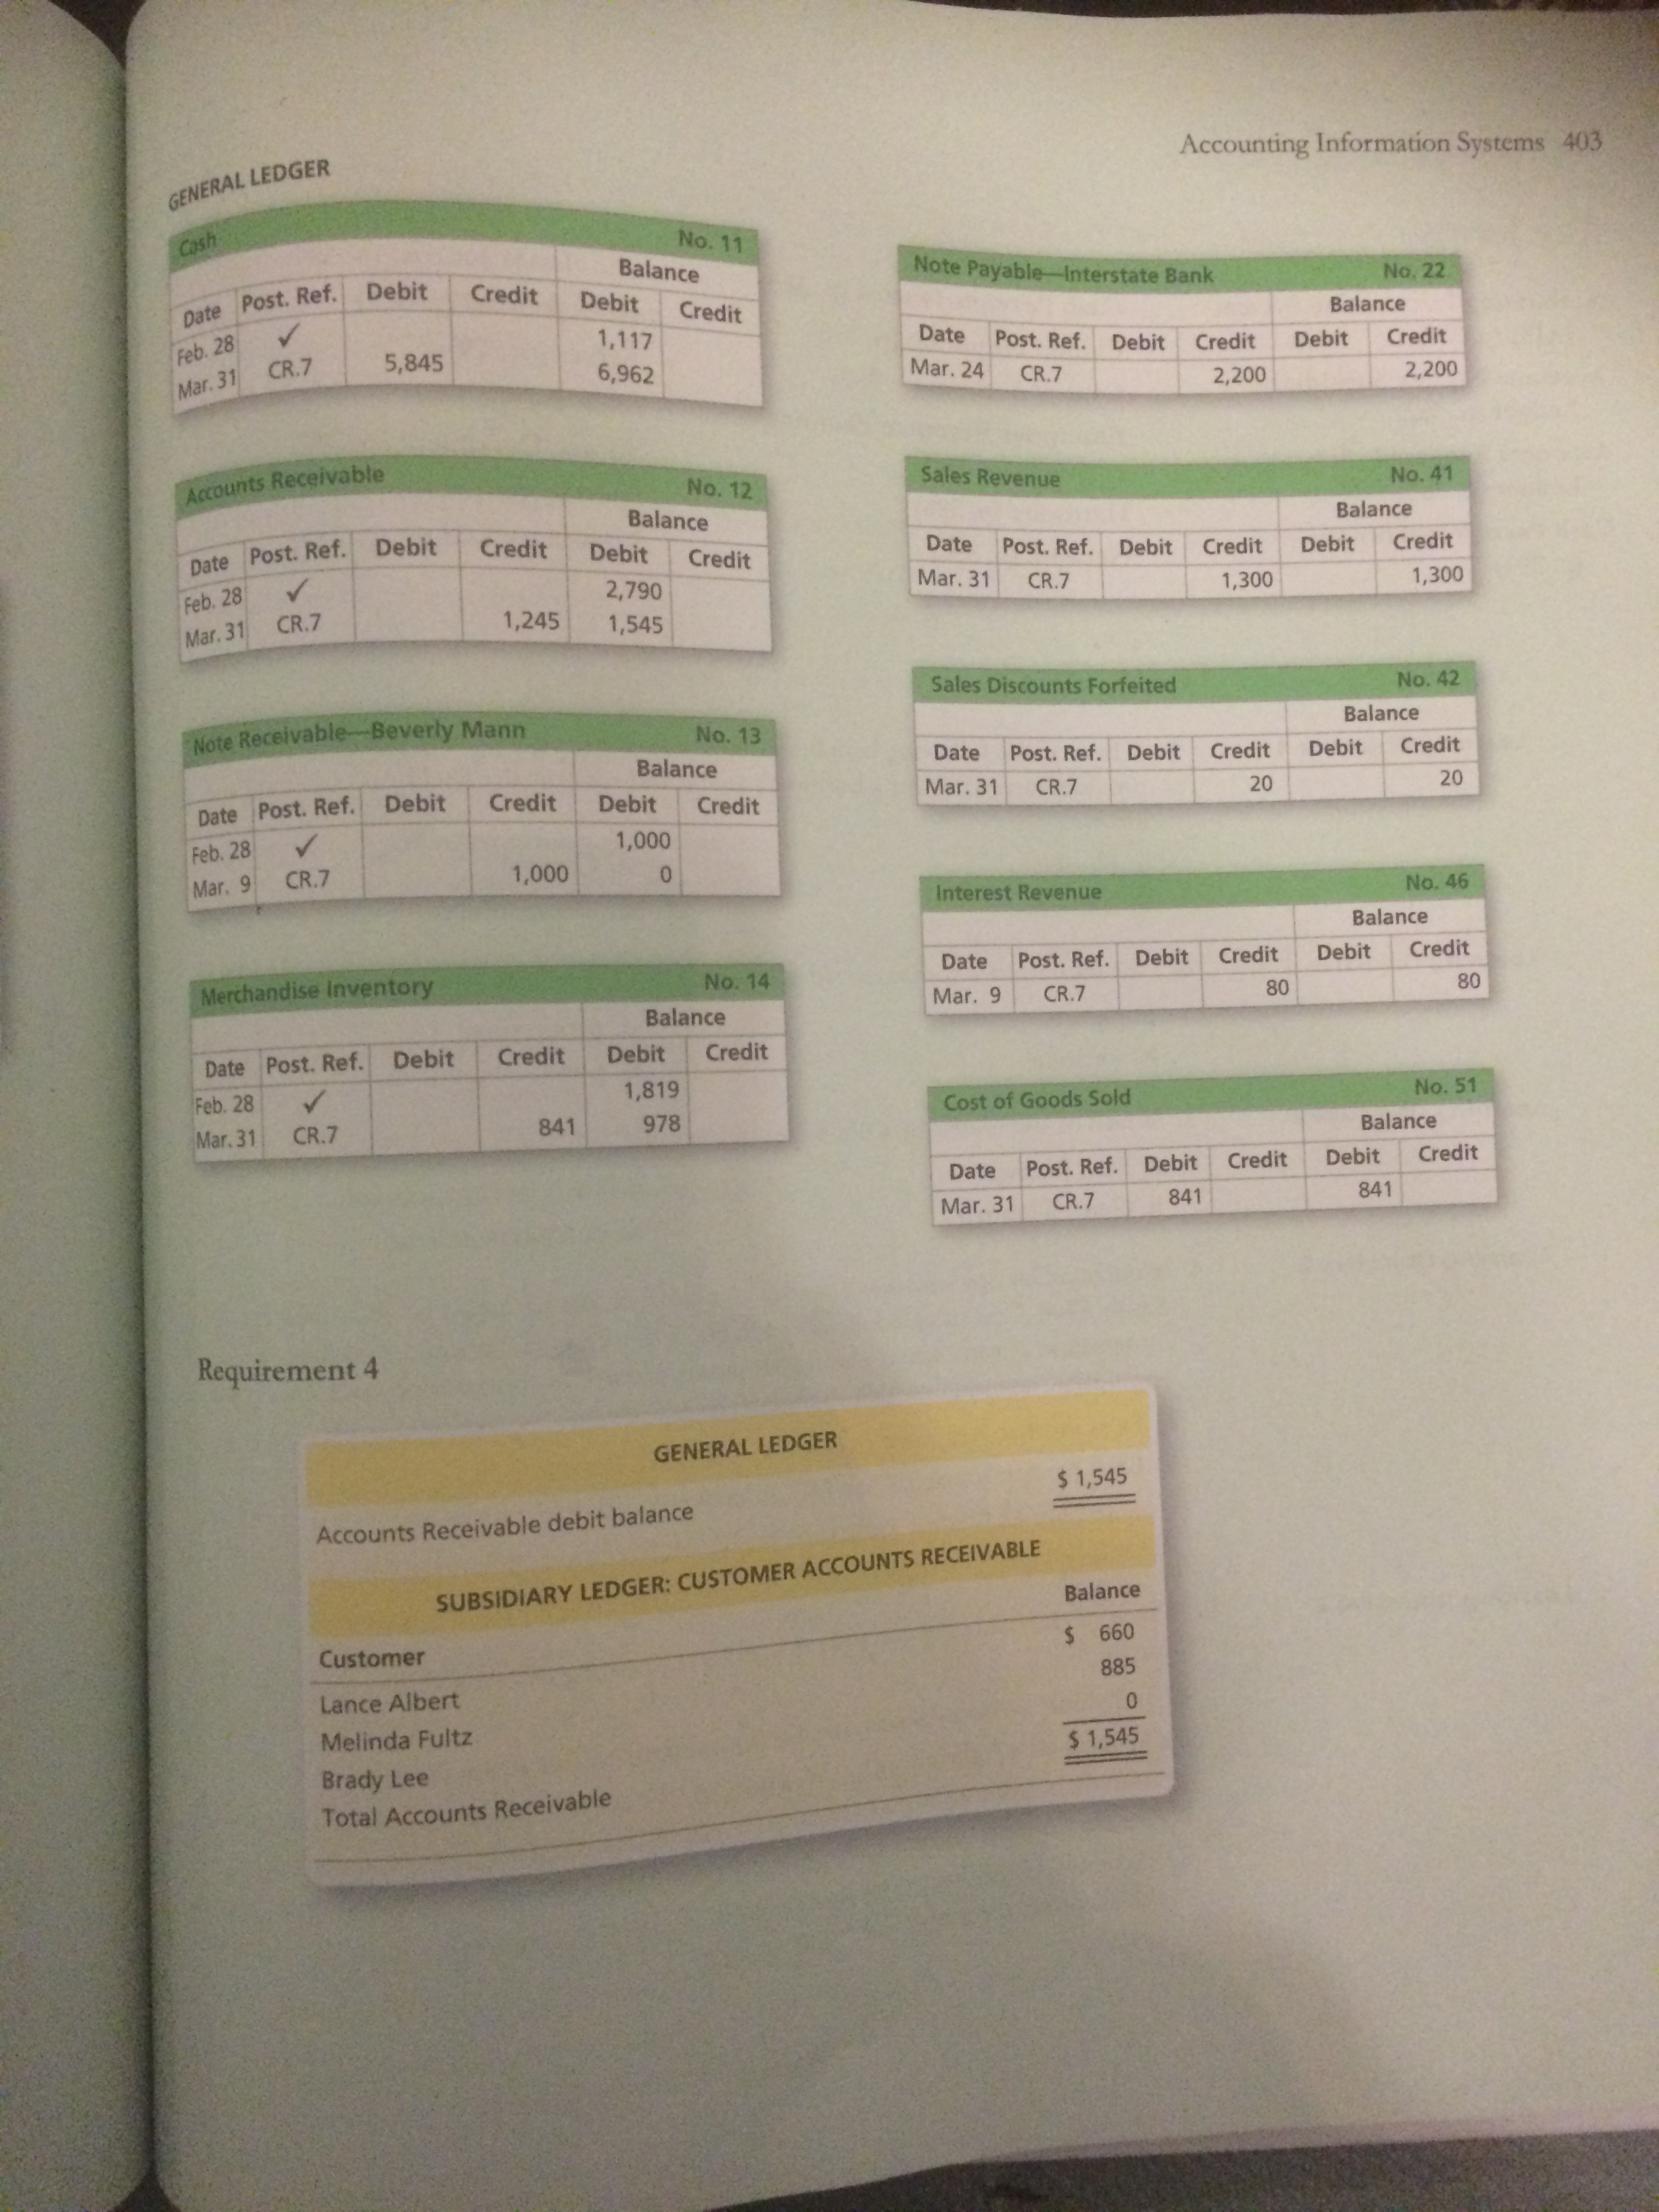 Accounting Information Systems 403
GENERAL LEDGER
Cash No. 11
Balance
Date Post. Ref. Debit Credit Debit Credit
Feb. 28 ✓ 1,117
Mar. 31 CR.7 5,845 6,962
Accounts Receivable No. 12
Balance
Date Post. Ref. Debit Credit Debit Credit
Feb. 28 ✓ 2,790
Mar. 31 CR.7 1,245 1,545
Note Receivable—Beverly Mann No. 13
Balance
Date Post. Ref. Debit Credit Debit Credit
Feb. 28 ✓ 1,000
Mar. 9 CR.7 1,000 0
Merchandise Inventory No. 14
Balance
Date Post. Ref. Debit Credit Debit Credit
Feb. 28 ✓ 1,819
Mar. 31 CR.7 841 978
Note Payable—Interstate Bank No. 22
Balance
Date Post. Ref. Debit Credit Debit Credit
Mar. 24 CR.7 2,200 2,200
Sales Revenue No. 41
Balance
Date Post. Ref. Debit Credit Debit Credit
Mar. 31 CR.7 1,300 1,300
Sales Discounts Forfeited No. 42
Balance
Date Post. Ref. Debit Credit Debit Credit
Mar. 31 CR.7 20 20
Interest Revenue No. 46
Balance
Date Post. Ref. Debit Credit Debit Credit
Mar. 9 CR.7 80 80
Cost of Goods Sold No. 51
Balance
Date Post. Ref. Debit Credit Debit Credit
Mar. 31 CR.7 841 841
Requirement 4
GENERAL LEDGER
Accounts Receivable debit balance $ 1,545
SUBSIDIARY LEDGER: CUSTOMER ACCOUNTS RECEIVABLE
Customer Balance
Lance Albert $ 660
Melinda Fultz 885
Brady Lee 0
Total Accounts Receivable $ 1,545